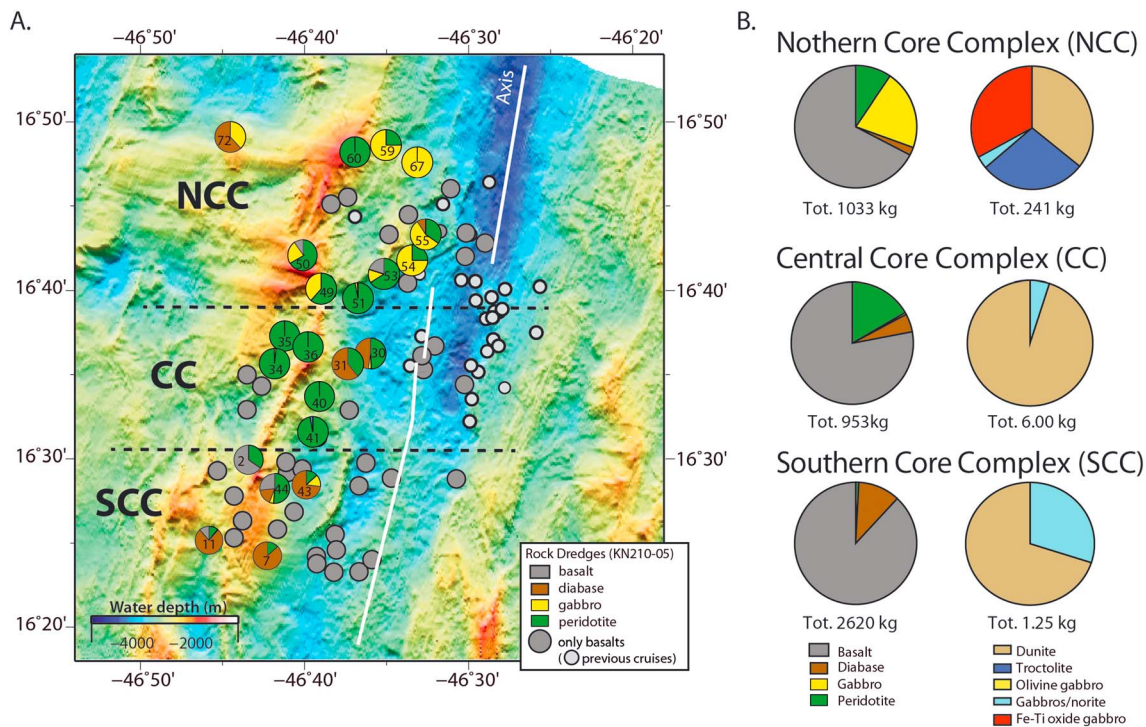 A.
−46°50' −46°40' −46°30' −46°20'
16°50' 16°50'
16°40' 16°40'
16°30' 16°30'
16°20' 16°20'
−46°50' −46°40' −46°30' −46°20'
Axis
NCC
CC
SCC
72
60
59
67
55
54
53
50
49
51
35
36
34
31
30
37
41
2
44
43
11
7
Water depth (m)
−4000 −2000
Rock Dredges (KN210-05)
basalt
diabase
gabbro
peridotite
only basalts
( previous cruises)
B.
Nothern Core Complex (NCC)
Tot. 1033 kg Tot. 241 kg
Central Core Complex (CC)
Tot. 953kg Tot. 6.00 kg
Southern Core Complex (SCC)
Tot. 2620 kg Tot. 1.25 kg
Basalt
Diabase
Gabbro
Peridotite
Dunite
Troctolite
Olivine gabbro
Gabbros/norite
Fe-Ti oxide gabbro